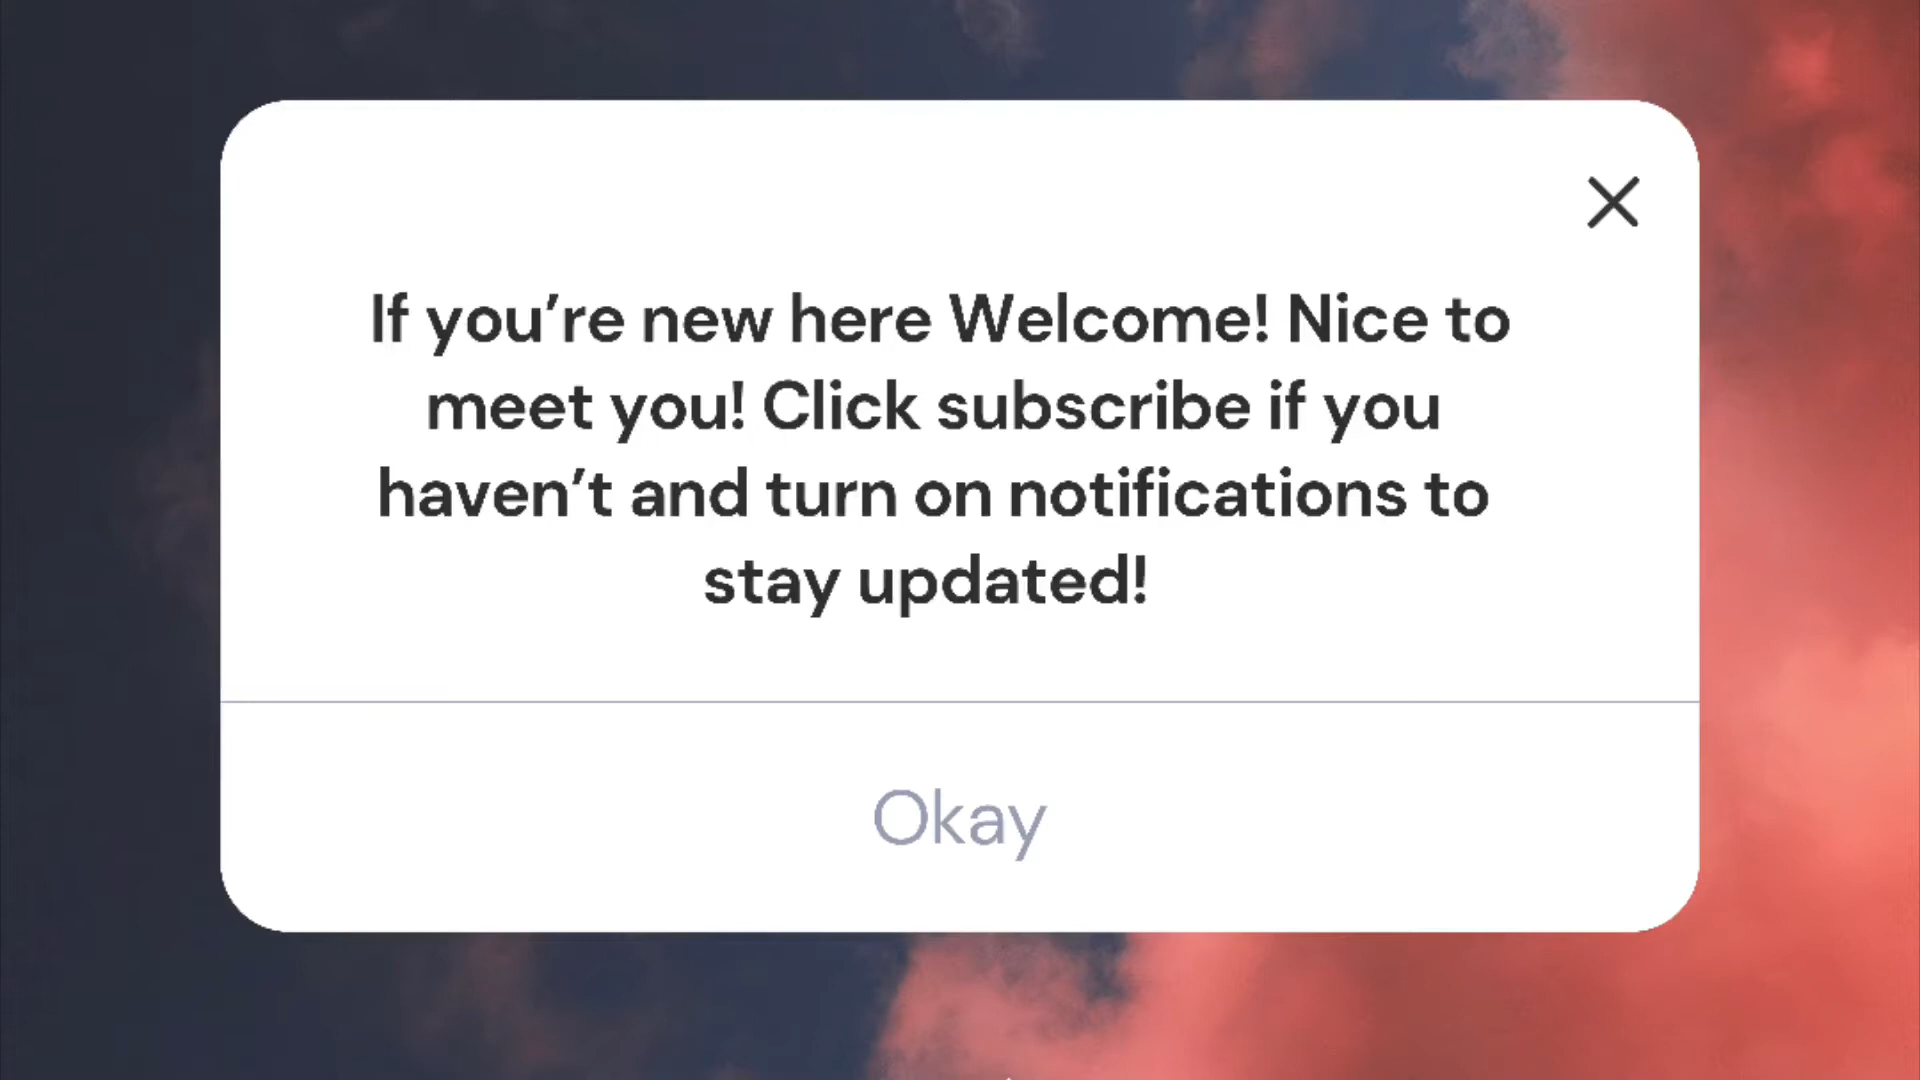 If you’re new here Welcome! Nice to
meet you! Click subscribe if you
haven’t and turn on notifications to
stay updated!
Okay